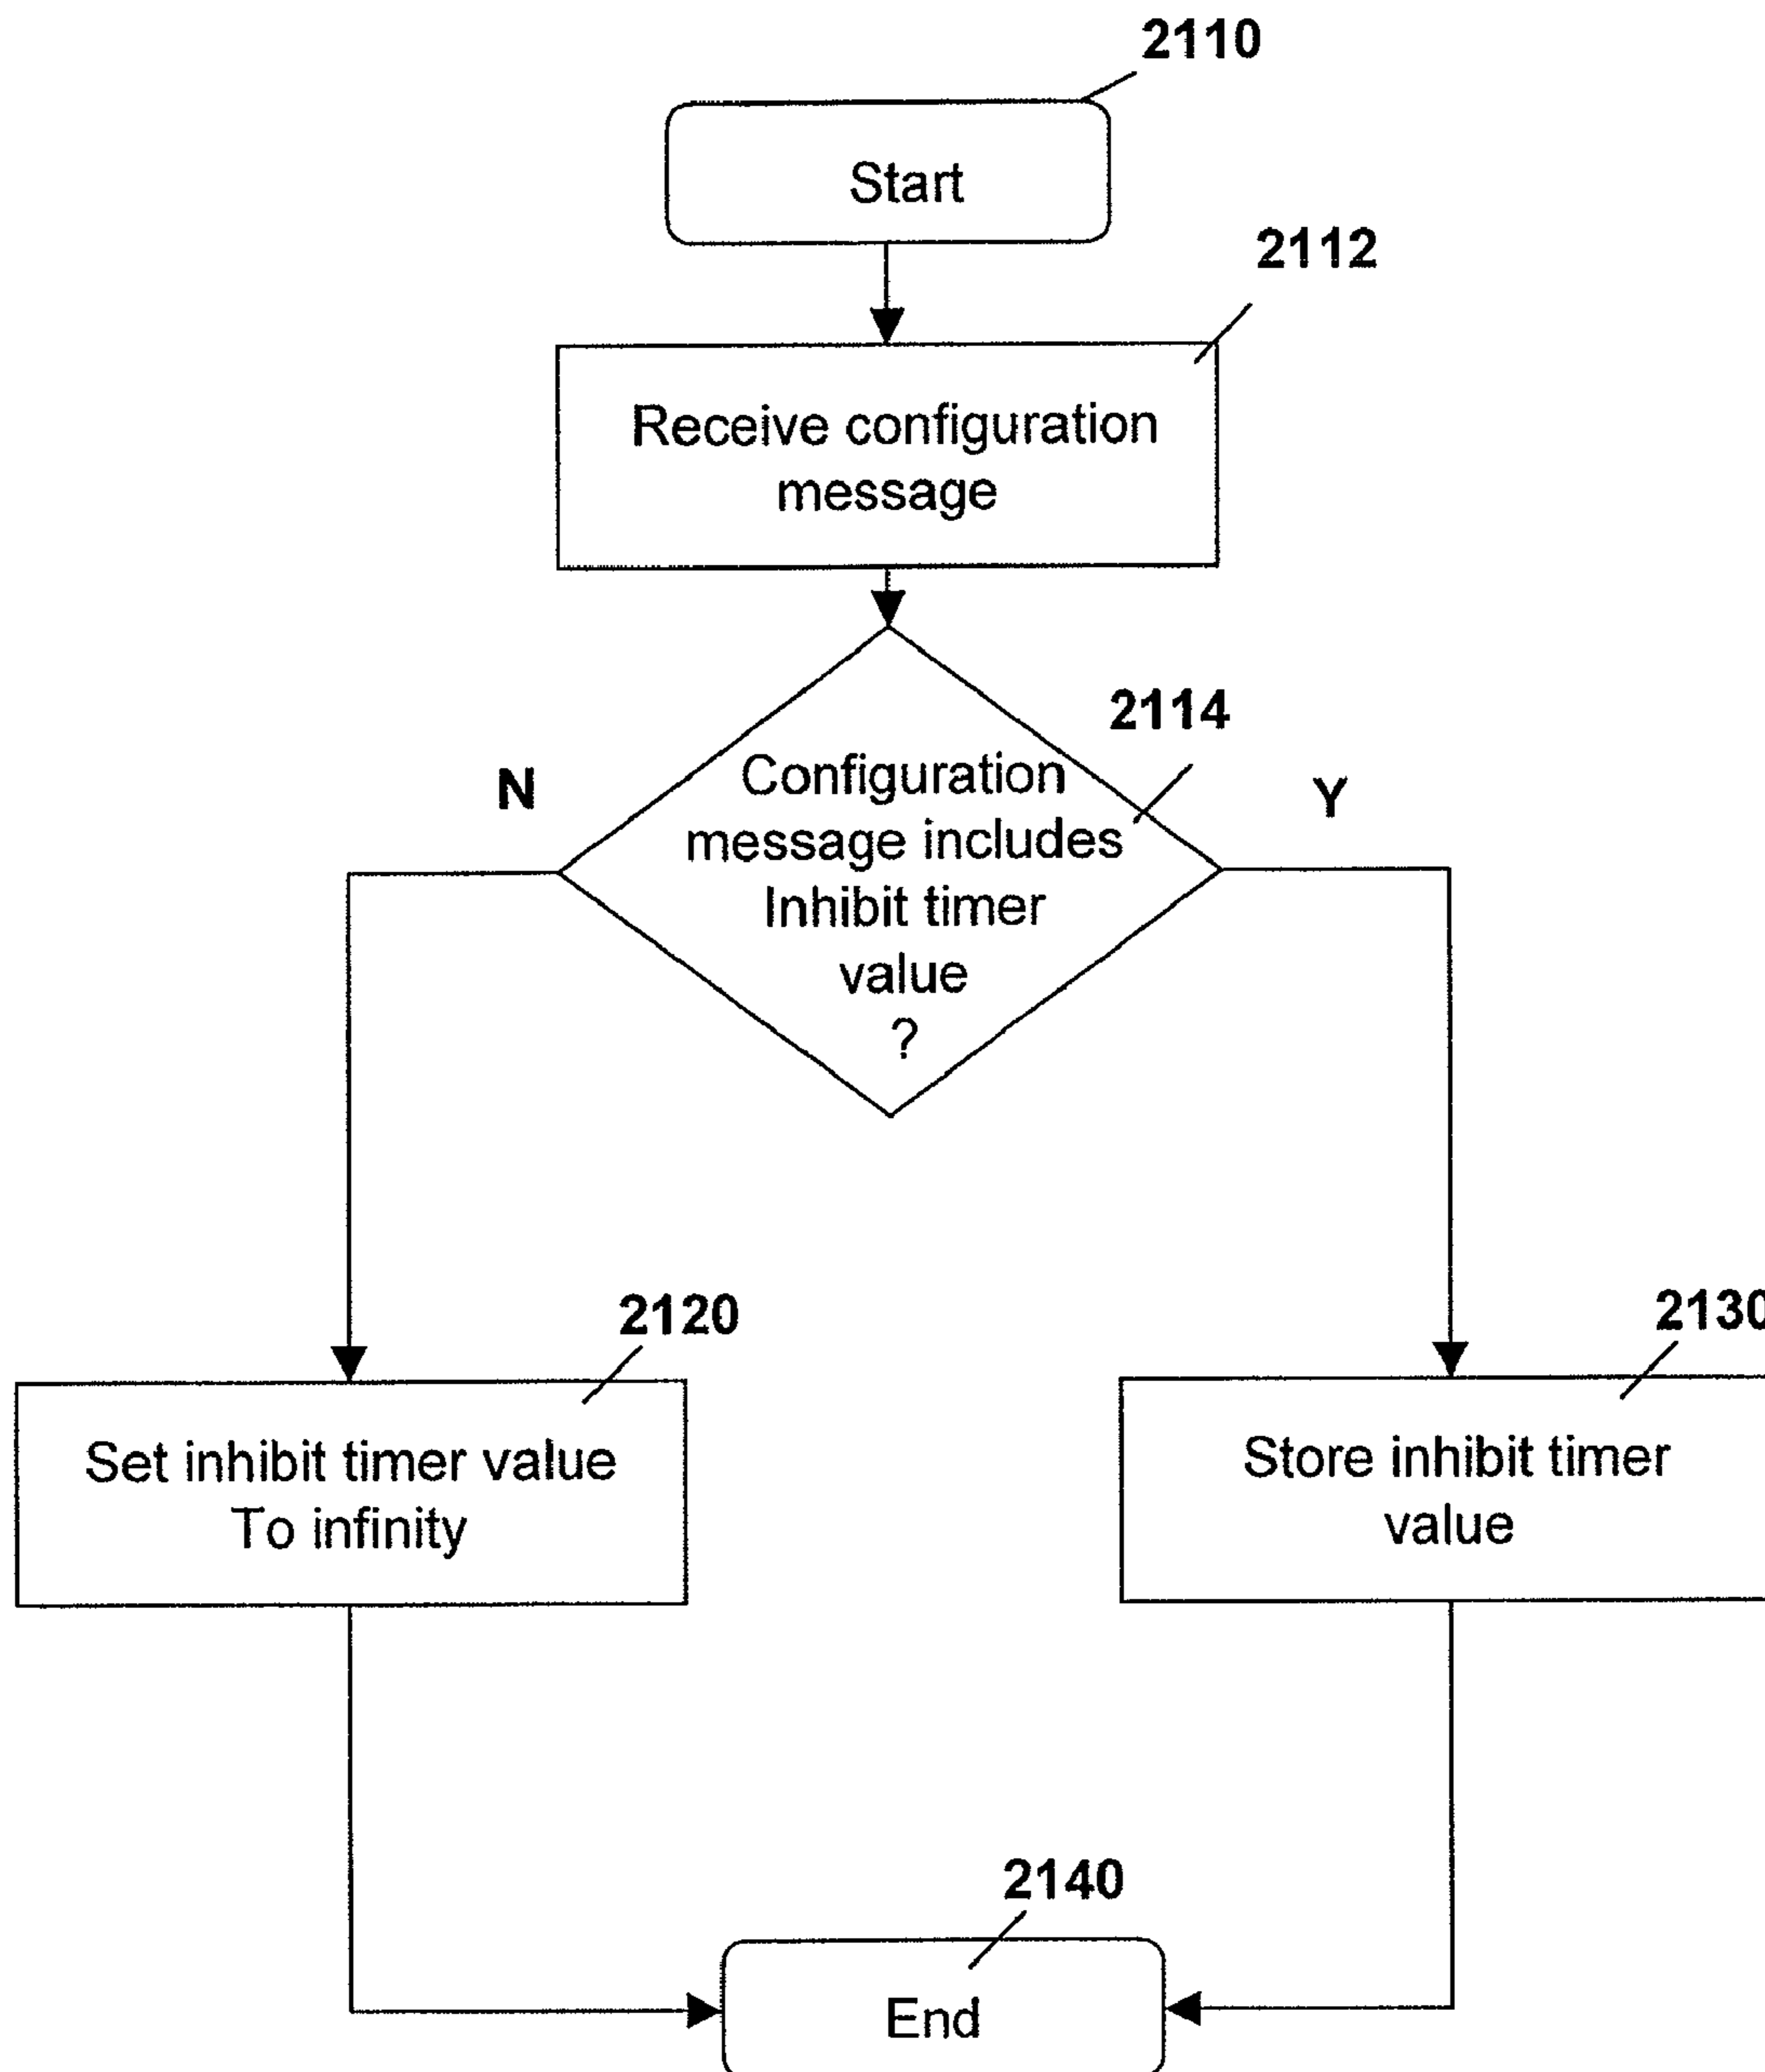 2110
Start
2112
Receive configuration
message
2114
N
Configuration
Y
message includes
Inhibit timer
value
?
2120
2130
Set inhibit timer value
To infinity
Store inhibit timer
value
2140
End